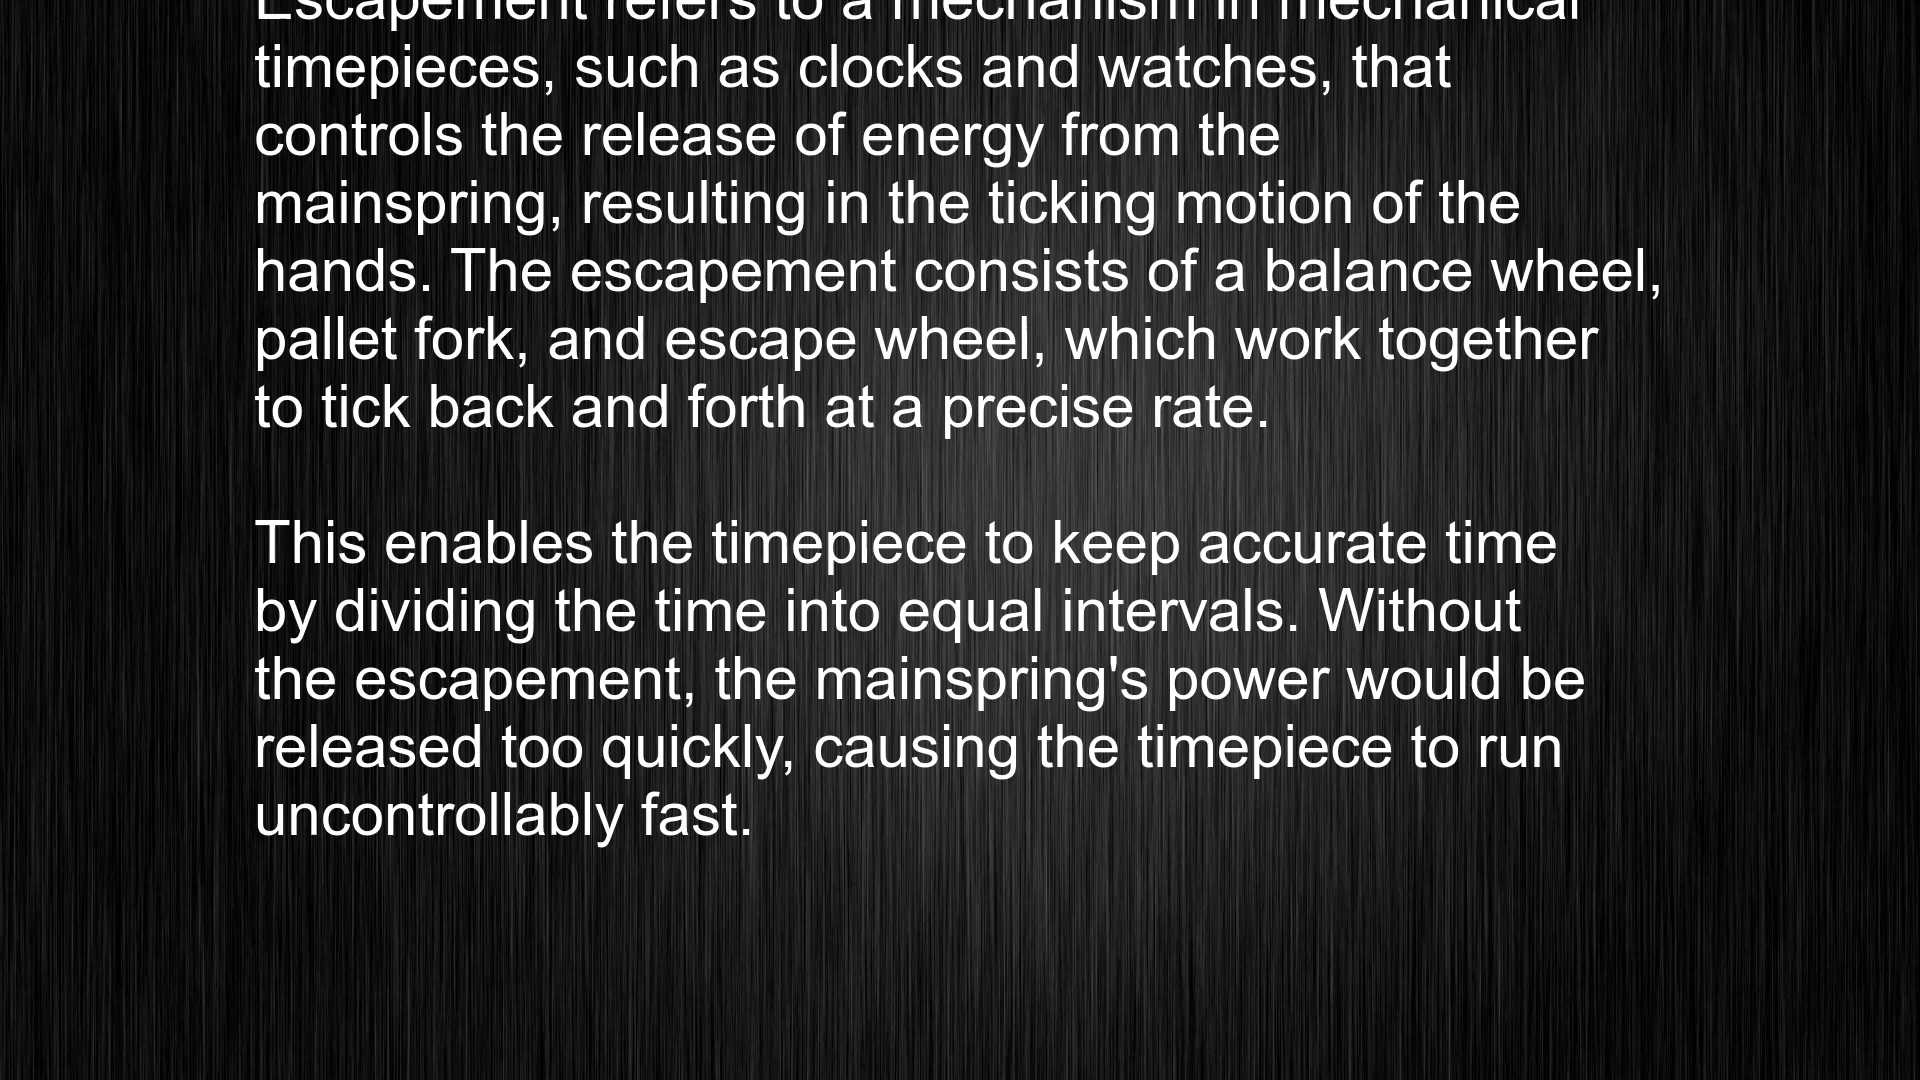 Escapement refers to a mechanism in mechanical
timepieces, such as clocks and watches, that
controls the release of energy from the
mainspring, resulting in the ticking motion of the
hands. The escapement consists of a balance wheel,
pallet fork, and escape wheel, which work together
to tick back and forth at a precise rate.
This enables the timepiece to keep accurate time
by dividing the time into equal intervals. Without
the escapement, the mainspring's power would be
released too quickly, causing the timepiece to run
uncontrollably fast.